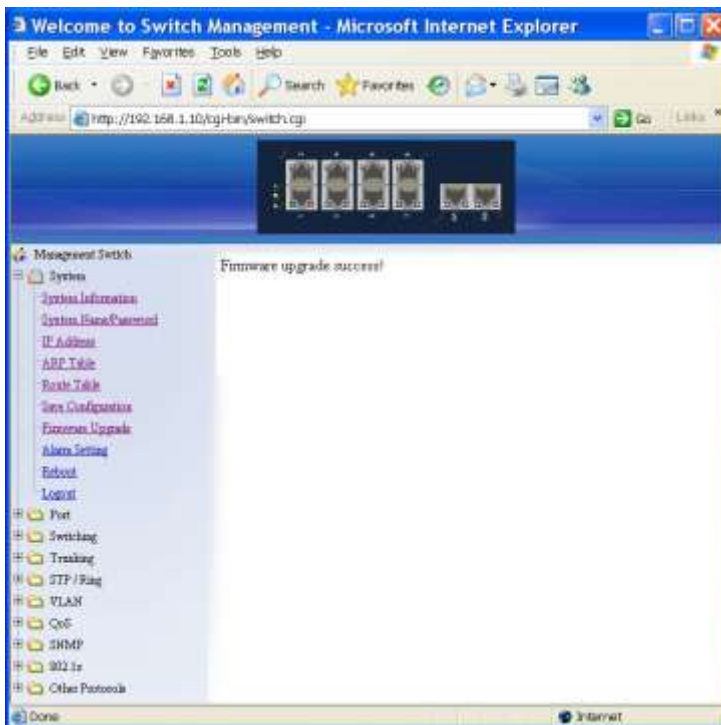 Welcome to Switch Management - Microsoft Internet Explorer
File Edit View Favorites Tools Help
Back Search Favorites
Address http://192.168.1.10/cgi-bin/switch.cgi Go Links
Management Switch
Firmware upgrade success!
System
System Information
System Name/Password
IP Address
ARP Table
Route Table
Save Configuration
Firmware Upgrade
Alarm Setting
Reboot
Logout
Port
Switching
Trunking
STP / Ring
VLAN
QoS
SNMP
802.1x
Other Protocols
Done Internet